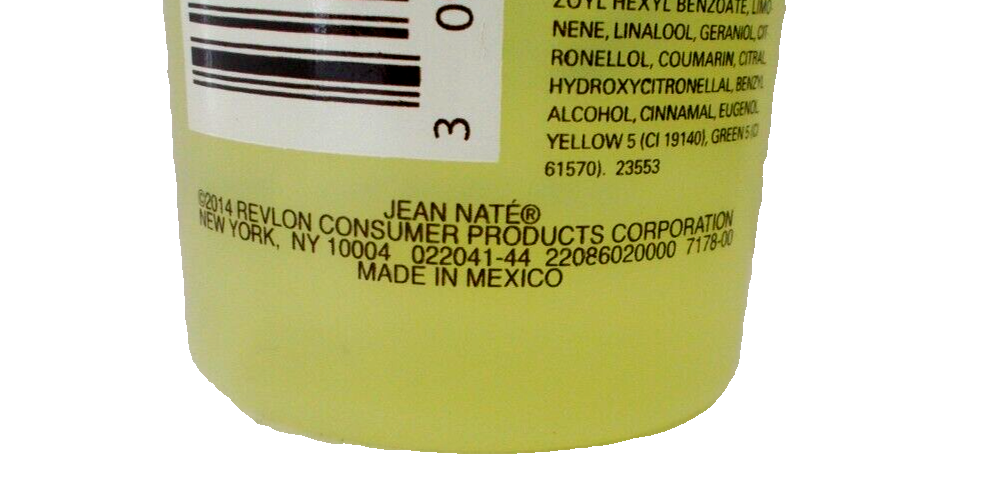 ZOYL HEXYL BENZOATE, LIMO
NENE, LINALOOL, GERANIOL, CIT
RONELLOL, COUMARIN, CITRAL,
HYDROXYCITRONELLAL, BENZYL
ALCOHOL, CINNAMAL, EUGENOL,
YELLOW 5 (CI 19140), GREEN 5 (CI
61570). 23553
3 0
JEAN NATÉ®
©2014 REVLON CONSUMER PRODUCTS CORPORATION
NEW YORK, NY 10004 022041-44 22086020000 7178-00
MADE IN MEXICO